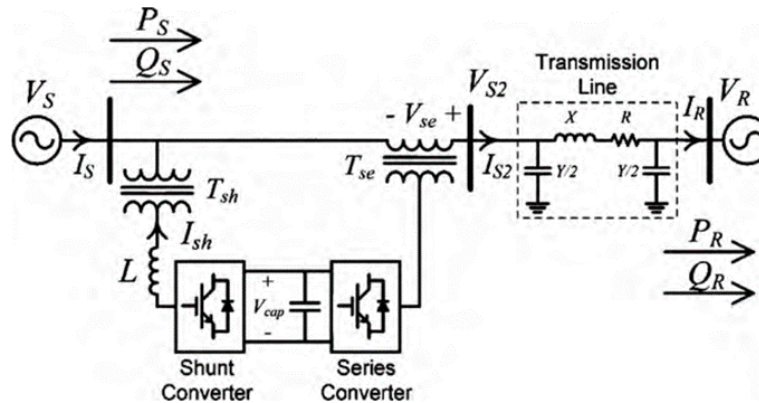 P_S
Q_S
V_S
I_S
T_sh
I_sh
L
+
V_cap
-
Shunt
Converter
Series
Converter
- V_se +
T_se
V_S2
I_S2
Transmission
Line
X
R
Y/2
Y/2
I_R
V_R
P_R
Q_R